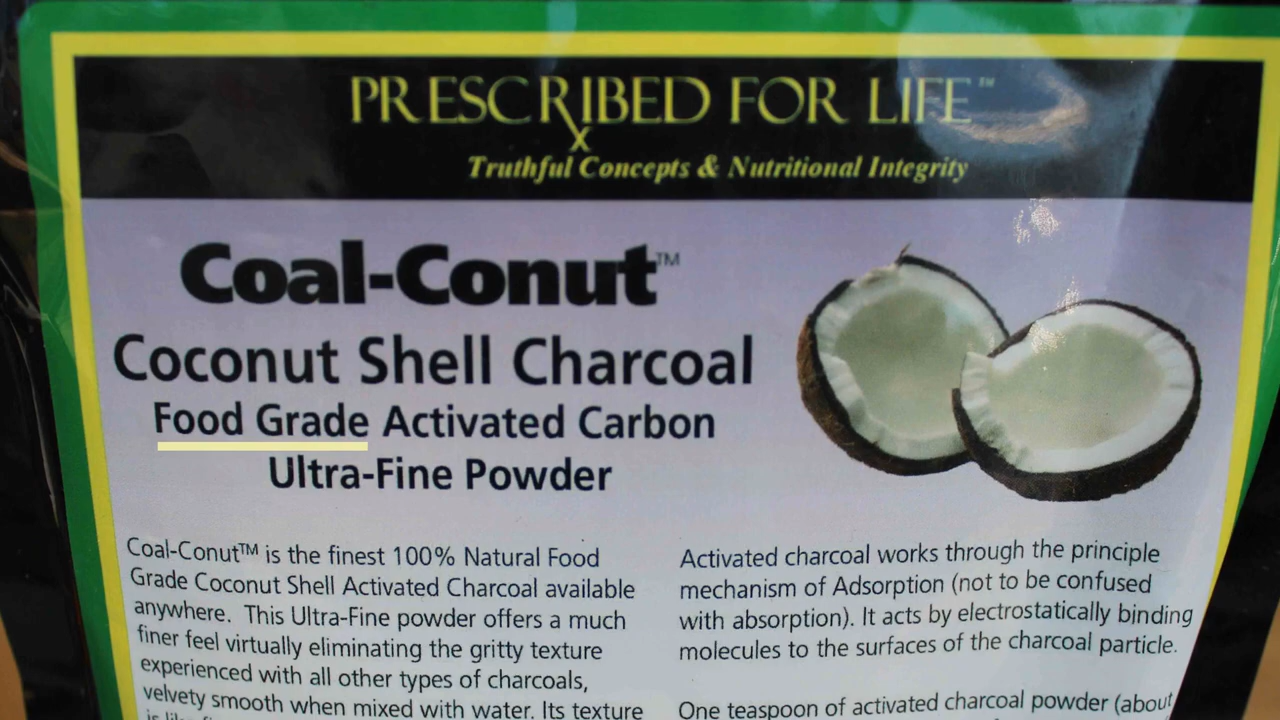 PRESCRIBED FOR LIFE™
Truthful Concepts & Nutritional Integrity
Coal-Conut™
Coconut Shell Charcoal
Food Grade Activated Carbon
Ultra-Fine Powder
Coal-Conut™ is the finest 100% Natural Food
Grade Coconut Shell Activated Charcoal available
anywhere. This Ultra-Fine powder offers a much
finer feel virtually eliminating the gritty texture
experienced with all other types of charcoals,
velvety smooth when mixed with water. Its texture
Activated charcoal works through the principle
mechanism of Adsorption (not to be confused
with absorption). It acts by electrostatically binding
molecules to the surfaces of the charcoal particle.
One teaspoon of activated charcoal powder (about